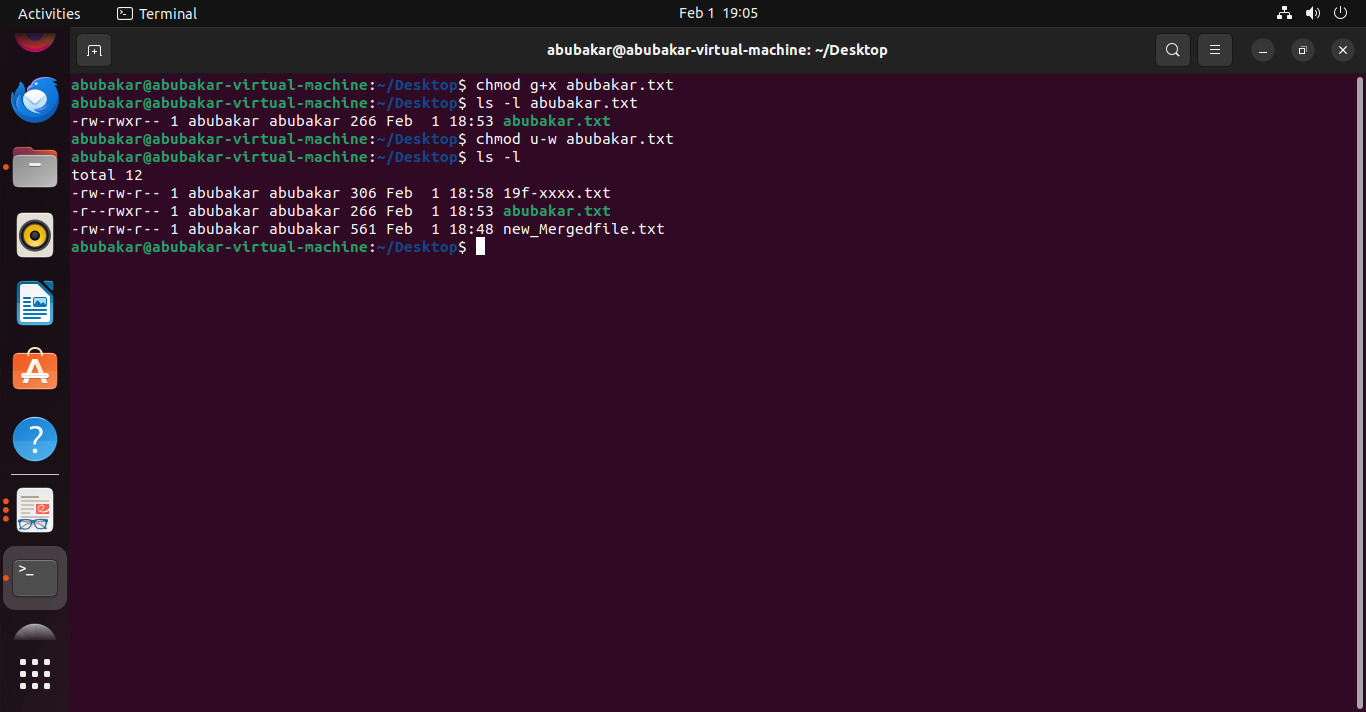 Activities Terminal Feb 1 19:05
abubakar@abubakar-virtual-machine: ~/Desktop
abubakar@abubakar-virtual-machine:~/Desktop$ chmod g+x abubakar.txt
abubakar@abubakar-virtual-machine:~/Desktop$ ls -l abubakar.txt
-rw-rwxr-- 1 abubakar abubakar 266 Feb  1 18:53 abubakar.txt
abubakar@abubakar-virtual-machine:~/Desktop$ chmod u-w abubakar.txt
abubakar@abubakar-virtual-machine:~/Desktop$ ls -l
total 12
-rw-rw-r-- 1 abubakar abubakar 306 Feb  1 18:58 19f-xxxx.txt
-r--rwxr-- 1 abubakar abubakar 266 Feb  1 18:53 abubakar.txt
-rw-rw-r-- 1 abubakar abubakar 561 Feb  1 18:48 new_Mergedfile.txt
abubakar@abubakar-virtual-machine:~/Desktop$